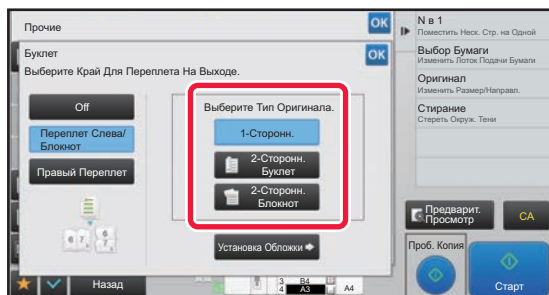 Прочие
OK
Буклет
OK
Выберите Край Для Переплета На Выходе.
Off
Переплет Слева/
Блокнот
Правый Переплет
Выберите Тип Оригинала.
1-Сторонн.
2-Сторонн.
Буклет
2-Сторонн.
Блокнот
Установка Обложки
Назад
3 B4
4 A3
A4
N в 1
Поместить Неск. Стр. на Одной
Выбор Бумаги
Изменить Лоток Подачи Бумаги
Оригинал
Изменить Размер/Направл.
Стирание
Стереть Окруж. Тени
Предварит.
Просмотр
CA
Проб. Копия
Старт